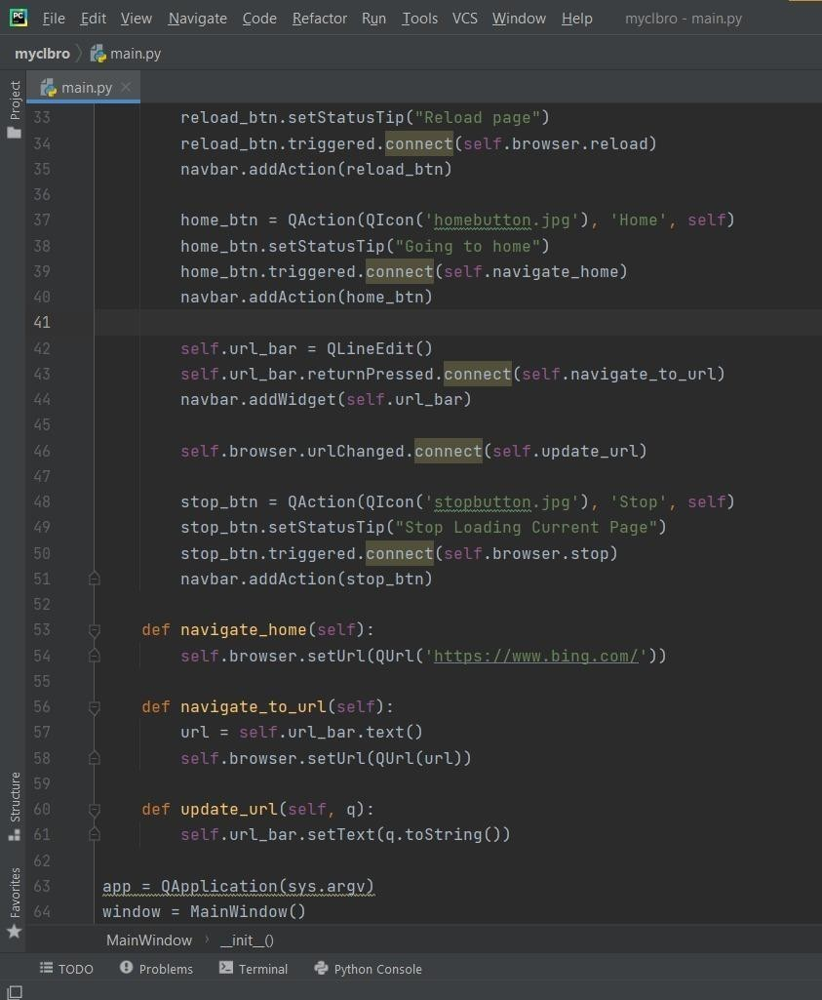 PC File Edit View Navigate Code Refactor Run Tools VCS Window Help myclbro - main.py
myclbro main.py
Project
main.py
33 reload_btn.setStatusTip("Reload page")
34 reload_btn.triggered.connect(self.browser.reload)
35 navbar.addAction(reload_btn)
36
37 home_btn = QAction(QIcon('homebutton.jpg'), 'Home', self)
38 home_btn.setStatusTip("Going to home")
39 home_btn.triggered.connect(self.navigate_home)
40 navbar.addAction(home_btn)
41
42 self.url_bar = QLineEdit()
43 self.url_bar.returnPressed.connect(self.navigate_to_url)
44 navbar.addWidget(self.url_bar)
45
46 self.browser.urlChanged.connect(self.update_url)
47
48 stop_btn = QAction(QIcon('stopbutton.jpg'), 'Stop', self)
49 stop_btn.setStatusTip("Stop Loading Current Page")
50 stop_btn.triggered.connect(self.browser.stop)
51 navbar.addAction(stop_btn)
52
53 def navigate_home(self):
54 self.browser.setUrl(QUrl('https://www.bing.com/'))
55
56 def navigate_to_url(self):
57 url = self.url_bar.text()
58 self.browser.setUrl(QUrl(url))
59
60 def update_url(self, q):
61 self.url_bar.setText(q.toString())
62
63 app = QApplication(sys.argv)
64 window = MainWindow()
Structure
Favorites
MainWindow › __init__()
TODO Problems Terminal Python Console